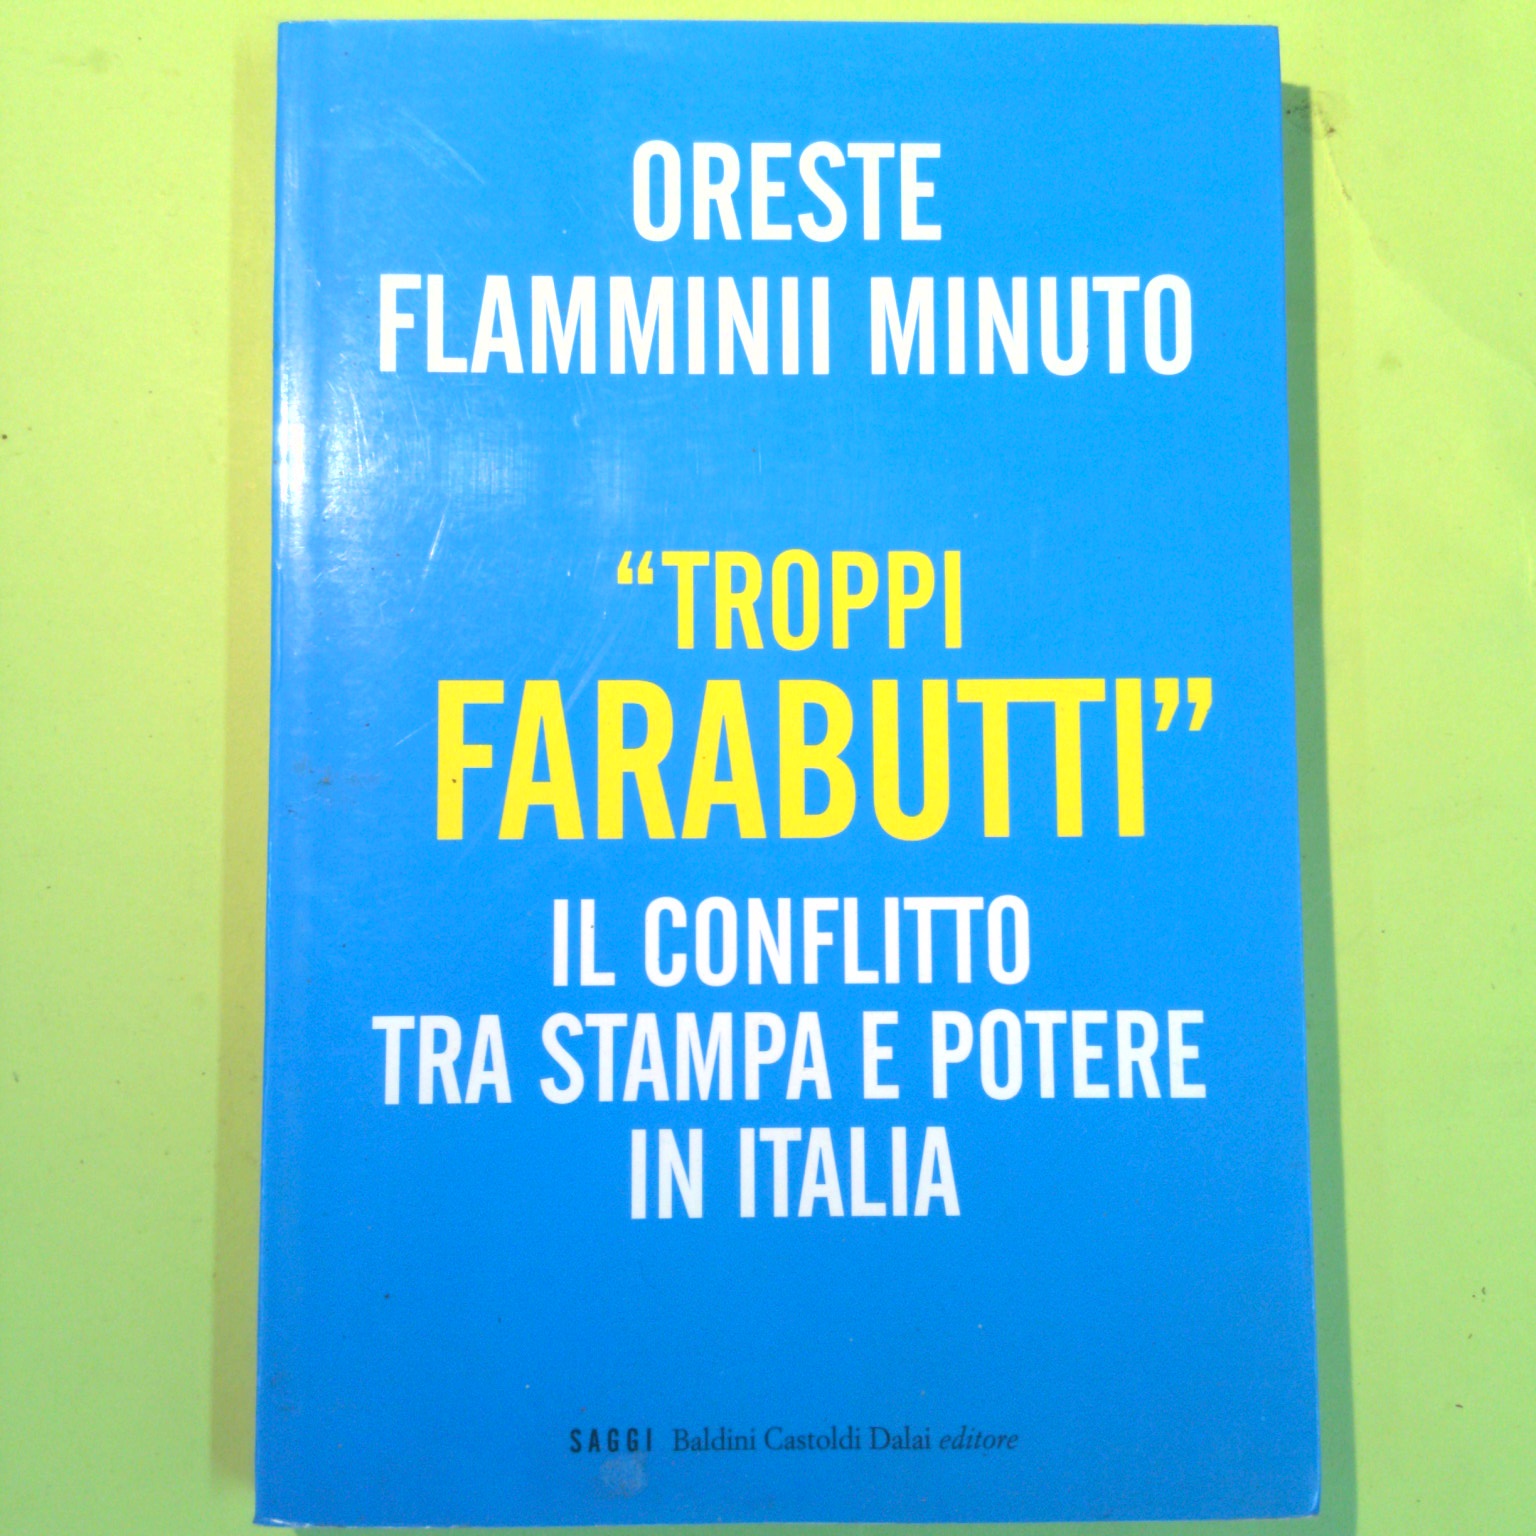 ORESTE
FLAMMINII MINUTO
“TROPPI
FARABUTTI”
IL CONFLITTO
TRA STAMPA E POTERE
IN ITALIA
SAGGI Baldini Castoldi Dalai editore